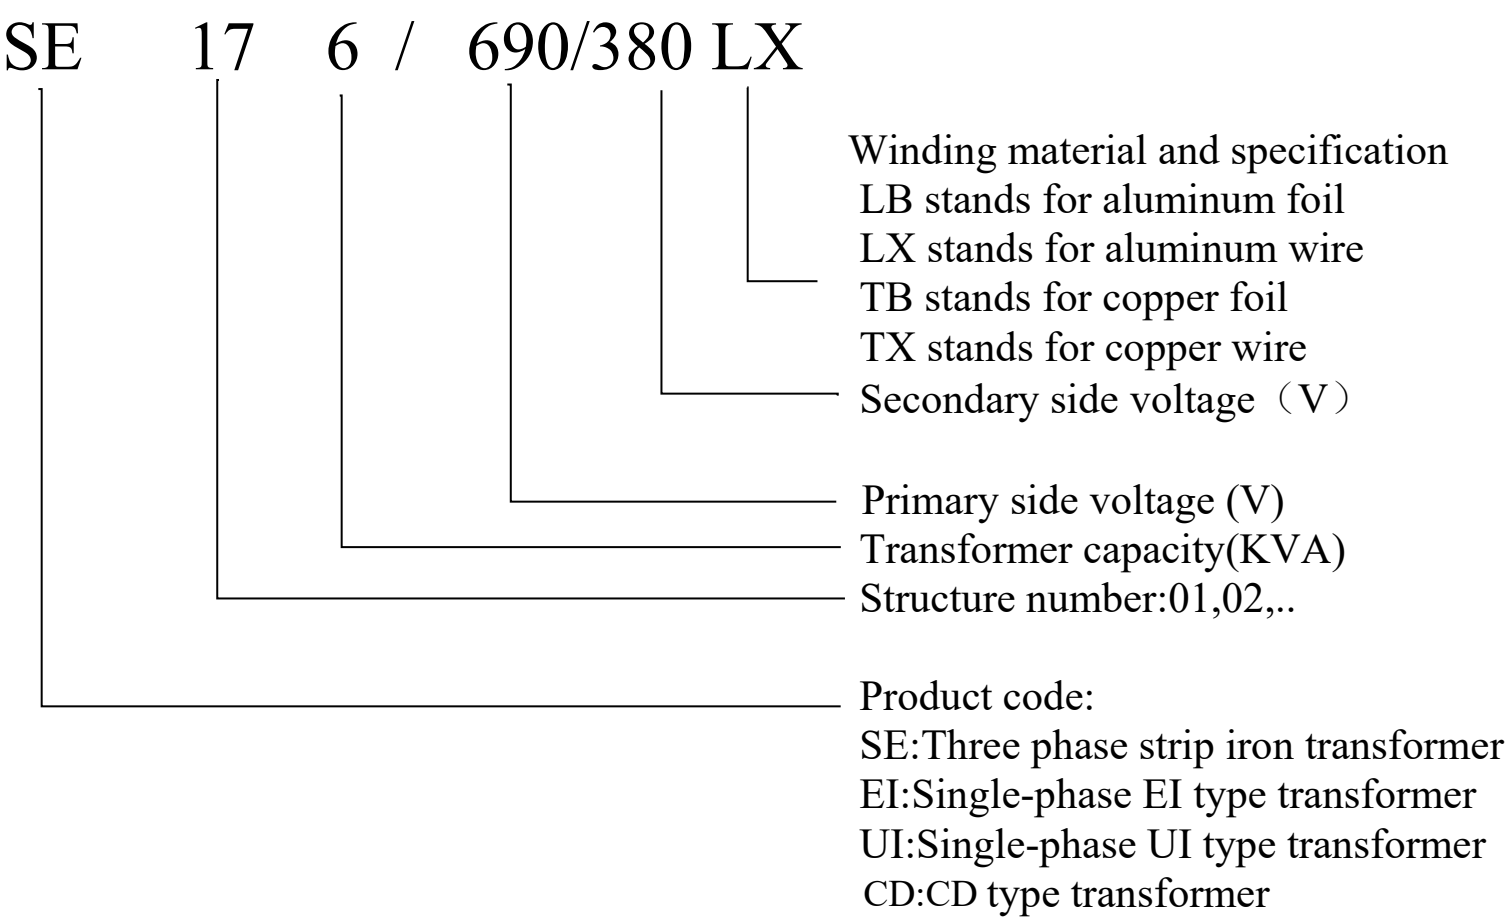 SE 17 6 / 690/380 LX
Winding material and specification
LB stands for aluminum foil
LX stands for aluminum wire
TB stands for copper foil
TX stands for copper wire
Secondary side voltage（V）
Primary side voltage (V)
Transformer capacity(KVA)
Structure number:01,02,..
Product code:
SE:Three phase strip iron transformer
EI:Single-phase EI type transformer
UI:Single-phase UI type transformer
CD:CD type transformer